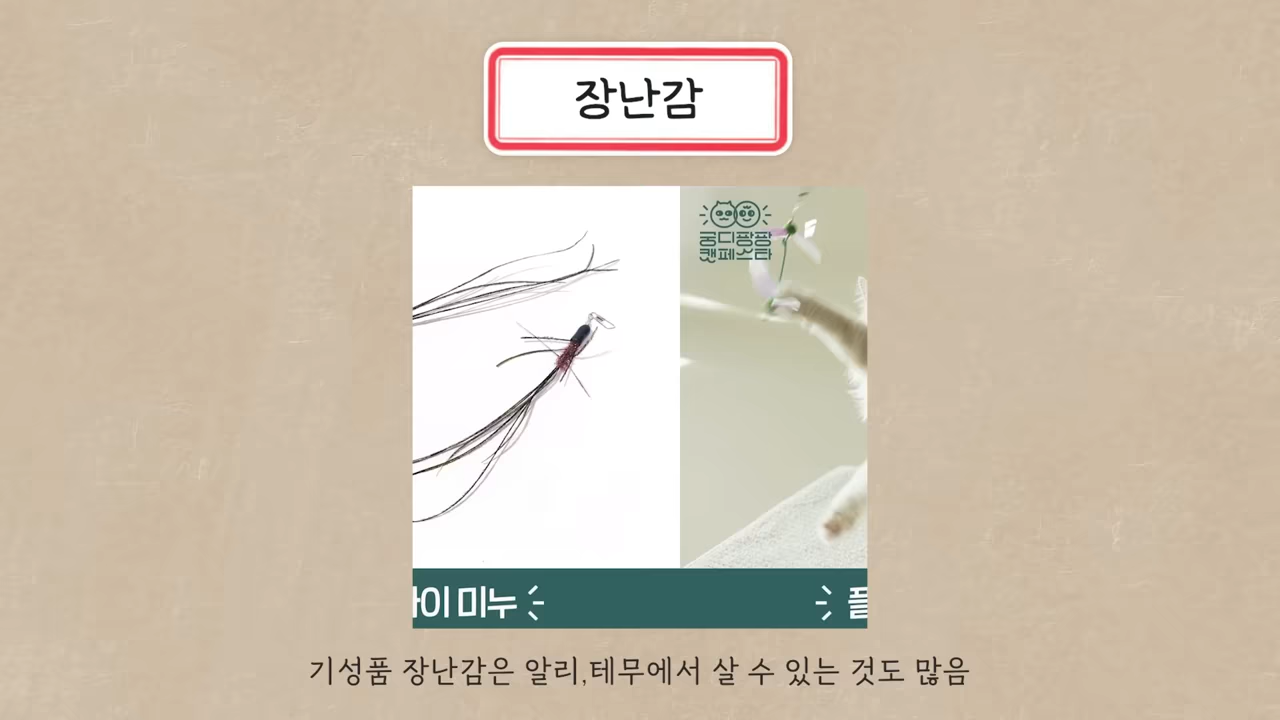 장난감
궁디팡팡
캣페스타
이 미누
기성품 장난감은 알리,테무에서 살 수 있는 것도 많음